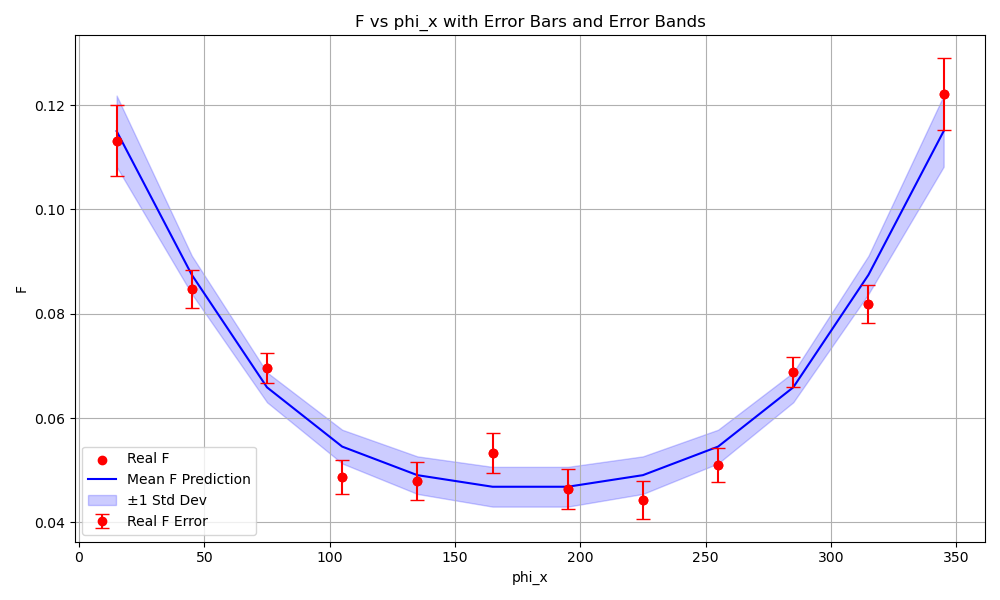 F vs phi_x with Error Bars and Error Bands
F
0.12
0.10
0.08
0.06
0.04
Real F
Mean F Prediction
±1 Std Dev
Real F Error
0 50 100 150 200 250 300 350
phi_x